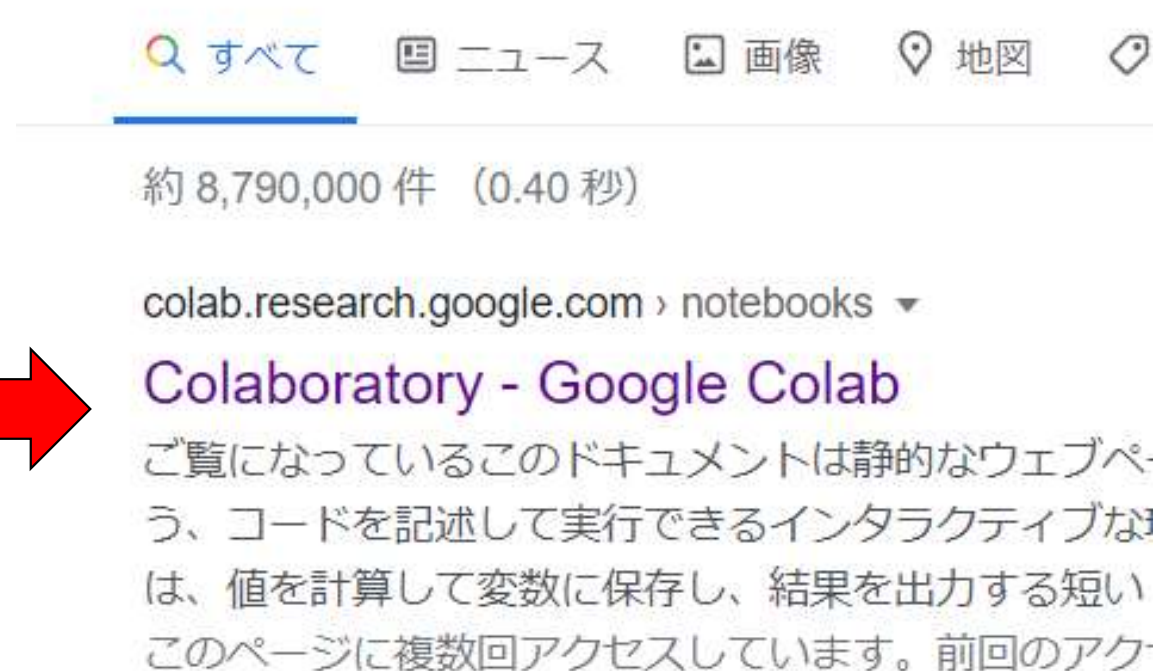 すべて ニュース 画像 地図
約 8,790,000 件 （0.40 秒）
colab.research.google.com › notebooks
Colaboratory - Google Colab
ご覧になっているこのドキュメントは静的なウェブペー
う、コードを記述して実行できるインタラクティブな
は、値を計算して変数に保存し、結果を出力する短い
このページに複数回アクセスしています。前回のアク